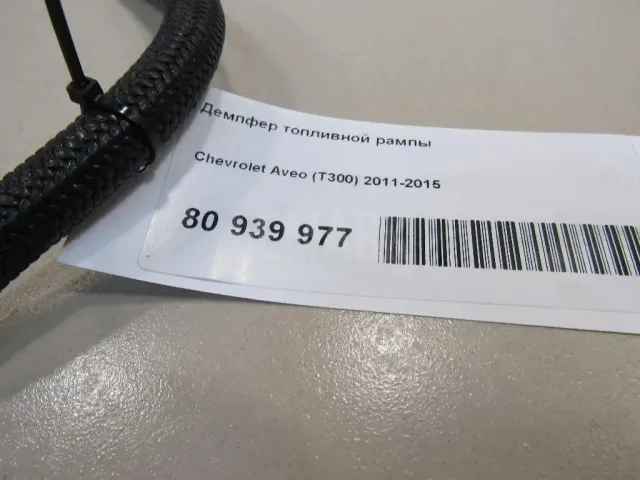 Демпфер топливной рампы
Chevrolet Aveo (T300) 2011-2015
80 939 977